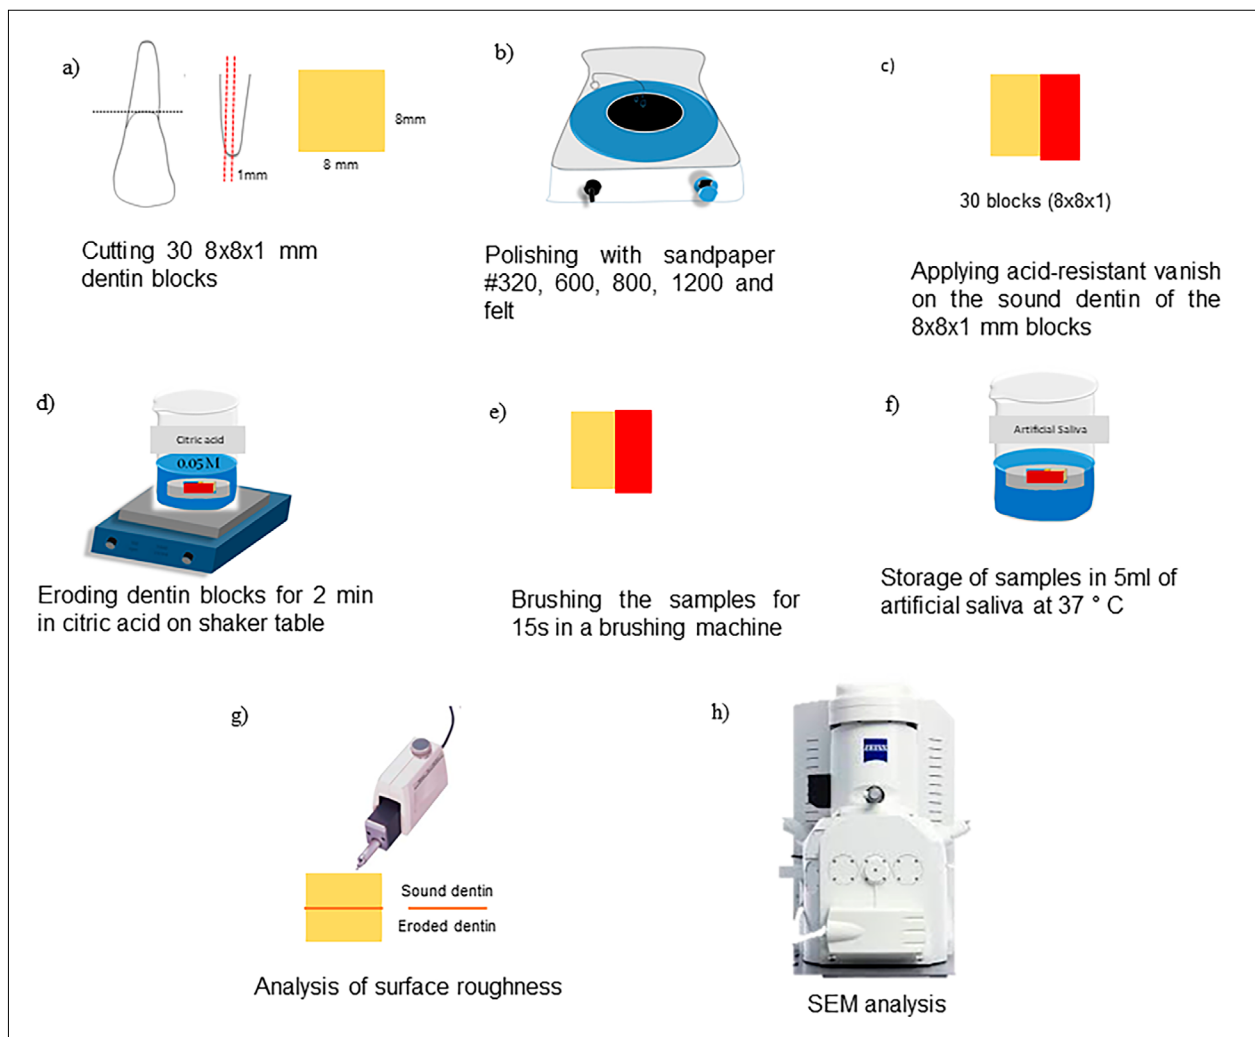 a)
8mm
8 mm
1mm
Cutting 30 8x8x1 mm
dentin blocks
b)
Polishing with sandpaper
#320, 600, 800, 1200 and
felt
c)
30 blocks (8x8x1)
Applying acid-resistant vanish
on the sound dentin of the
8x8x1 mm blocks
d)
Citric acid
0.05M
Eroding dentin blocks for 2 min
in citric acid on shaker table
e)
Brushing the samples for
15s in a brushing machine
f)
Artificial Saliva
Storage of samples in 5ml of
artificial saliva at 37 ° C
g)
Sound dentin
Eroded dentin
Analysis of surface roughness
h)
ZEISS
SEM analysis